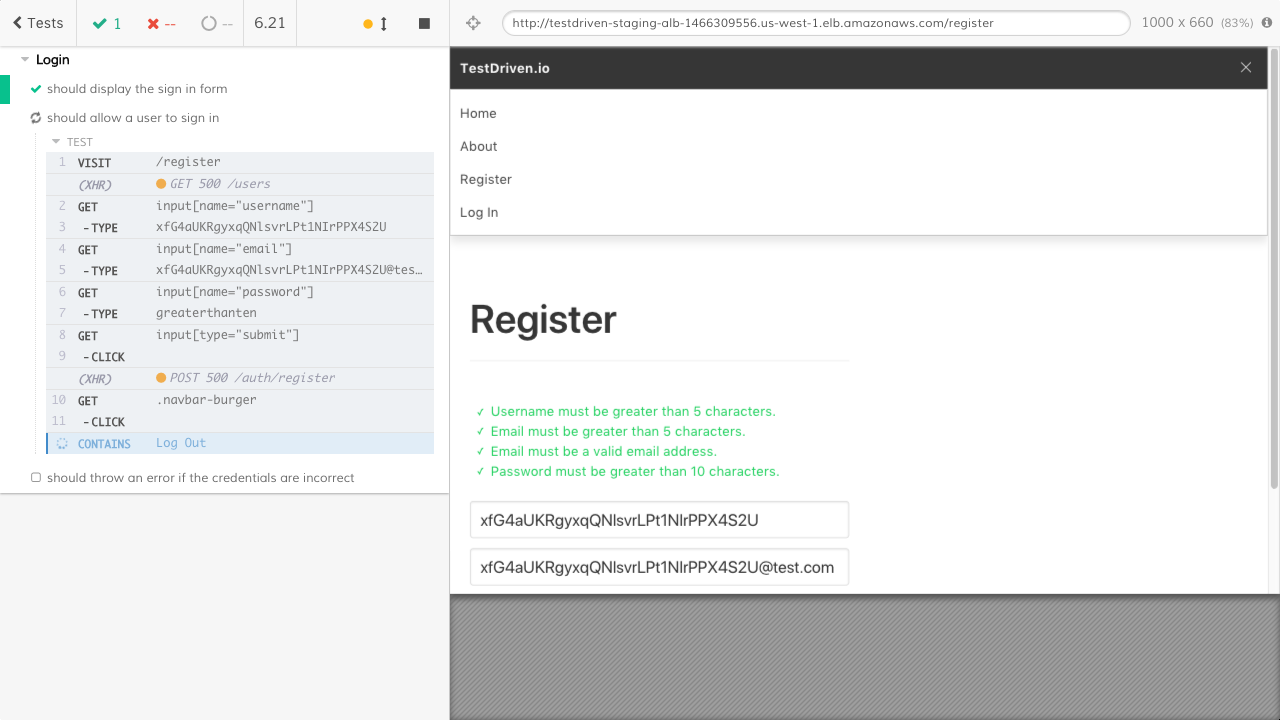 Tests 1 -- -- 6.21
http://testdriven-staging-alb-1466309556.us-west-1.elb.amazonaws.com/register 1000 x 660 (83%)
Login
should display the sign in form
should allow a user to sign in
TEST
1 VISIT /register
(XHR) GET 500 /users
2 GET input[name="username"]
3 -TYPE xfG4aUKRgyxqQNlsvrLPt1NIrPPX4S2U
4 GET input[name="email"]
5 -TYPE xfG4aUKRgyxqQNlsvrLPt1NIrPPX4S2U@tes…
6 GET input[name="password"]
7 -TYPE greaterthanten
8 GET input[type="submit"]
9 -CLICK
(XHR) POST 500 /auth/register
10 GET .navbar-burger
11 -CLICK
CONTAINS Log Out
should throw an error if the credentials are incorrect
TestDriven.io
Home
About
Register
Log In
Register
✓ Username must be greater than 5 characters.
✓ Email must be greater than 5 characters.
✓ Email must be a valid email address.
✓ Password must be greater than 10 characters.
xfG4aUKRgyxqQNlsvrLPt1NIrPPX4S2U
xfG4aUKRgyxqQNlsvrLPt1NIrPPX4S2U@test.com